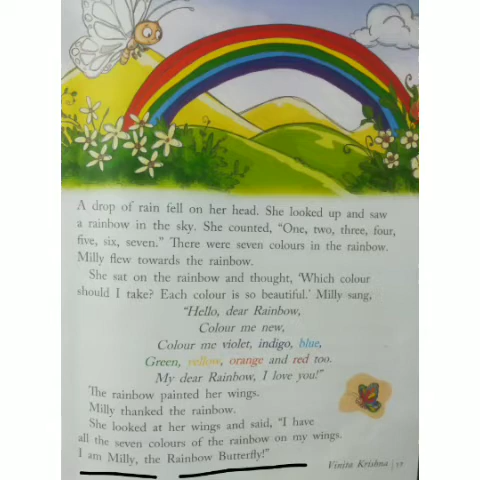 A drop of rain fell on her head. She looked up and saw
a rainbow in the sky. She counted, “One, two, three, four,
five, six, seven.” There were seven colours in the rainbow.
Milly flew towards the rainbow.
She sat on the rainbow and thought, ‘Which colour
should I take? Each colour is so beautiful.’ Milly sang,
“Hello, dear Rainbow,
Colour me new,
Colour me violet, indigo, blue,
Green, yellow, orange and red too.
My dear Rainbow, I love you!”
The rainbow painted her wings.
Milly thanked the rainbow.
She looked at her wings and said, “I have
all the seven colours of the rainbow on my wings.
I am Milly, the Rainbow Butterfly!”
Vinita Krishna |